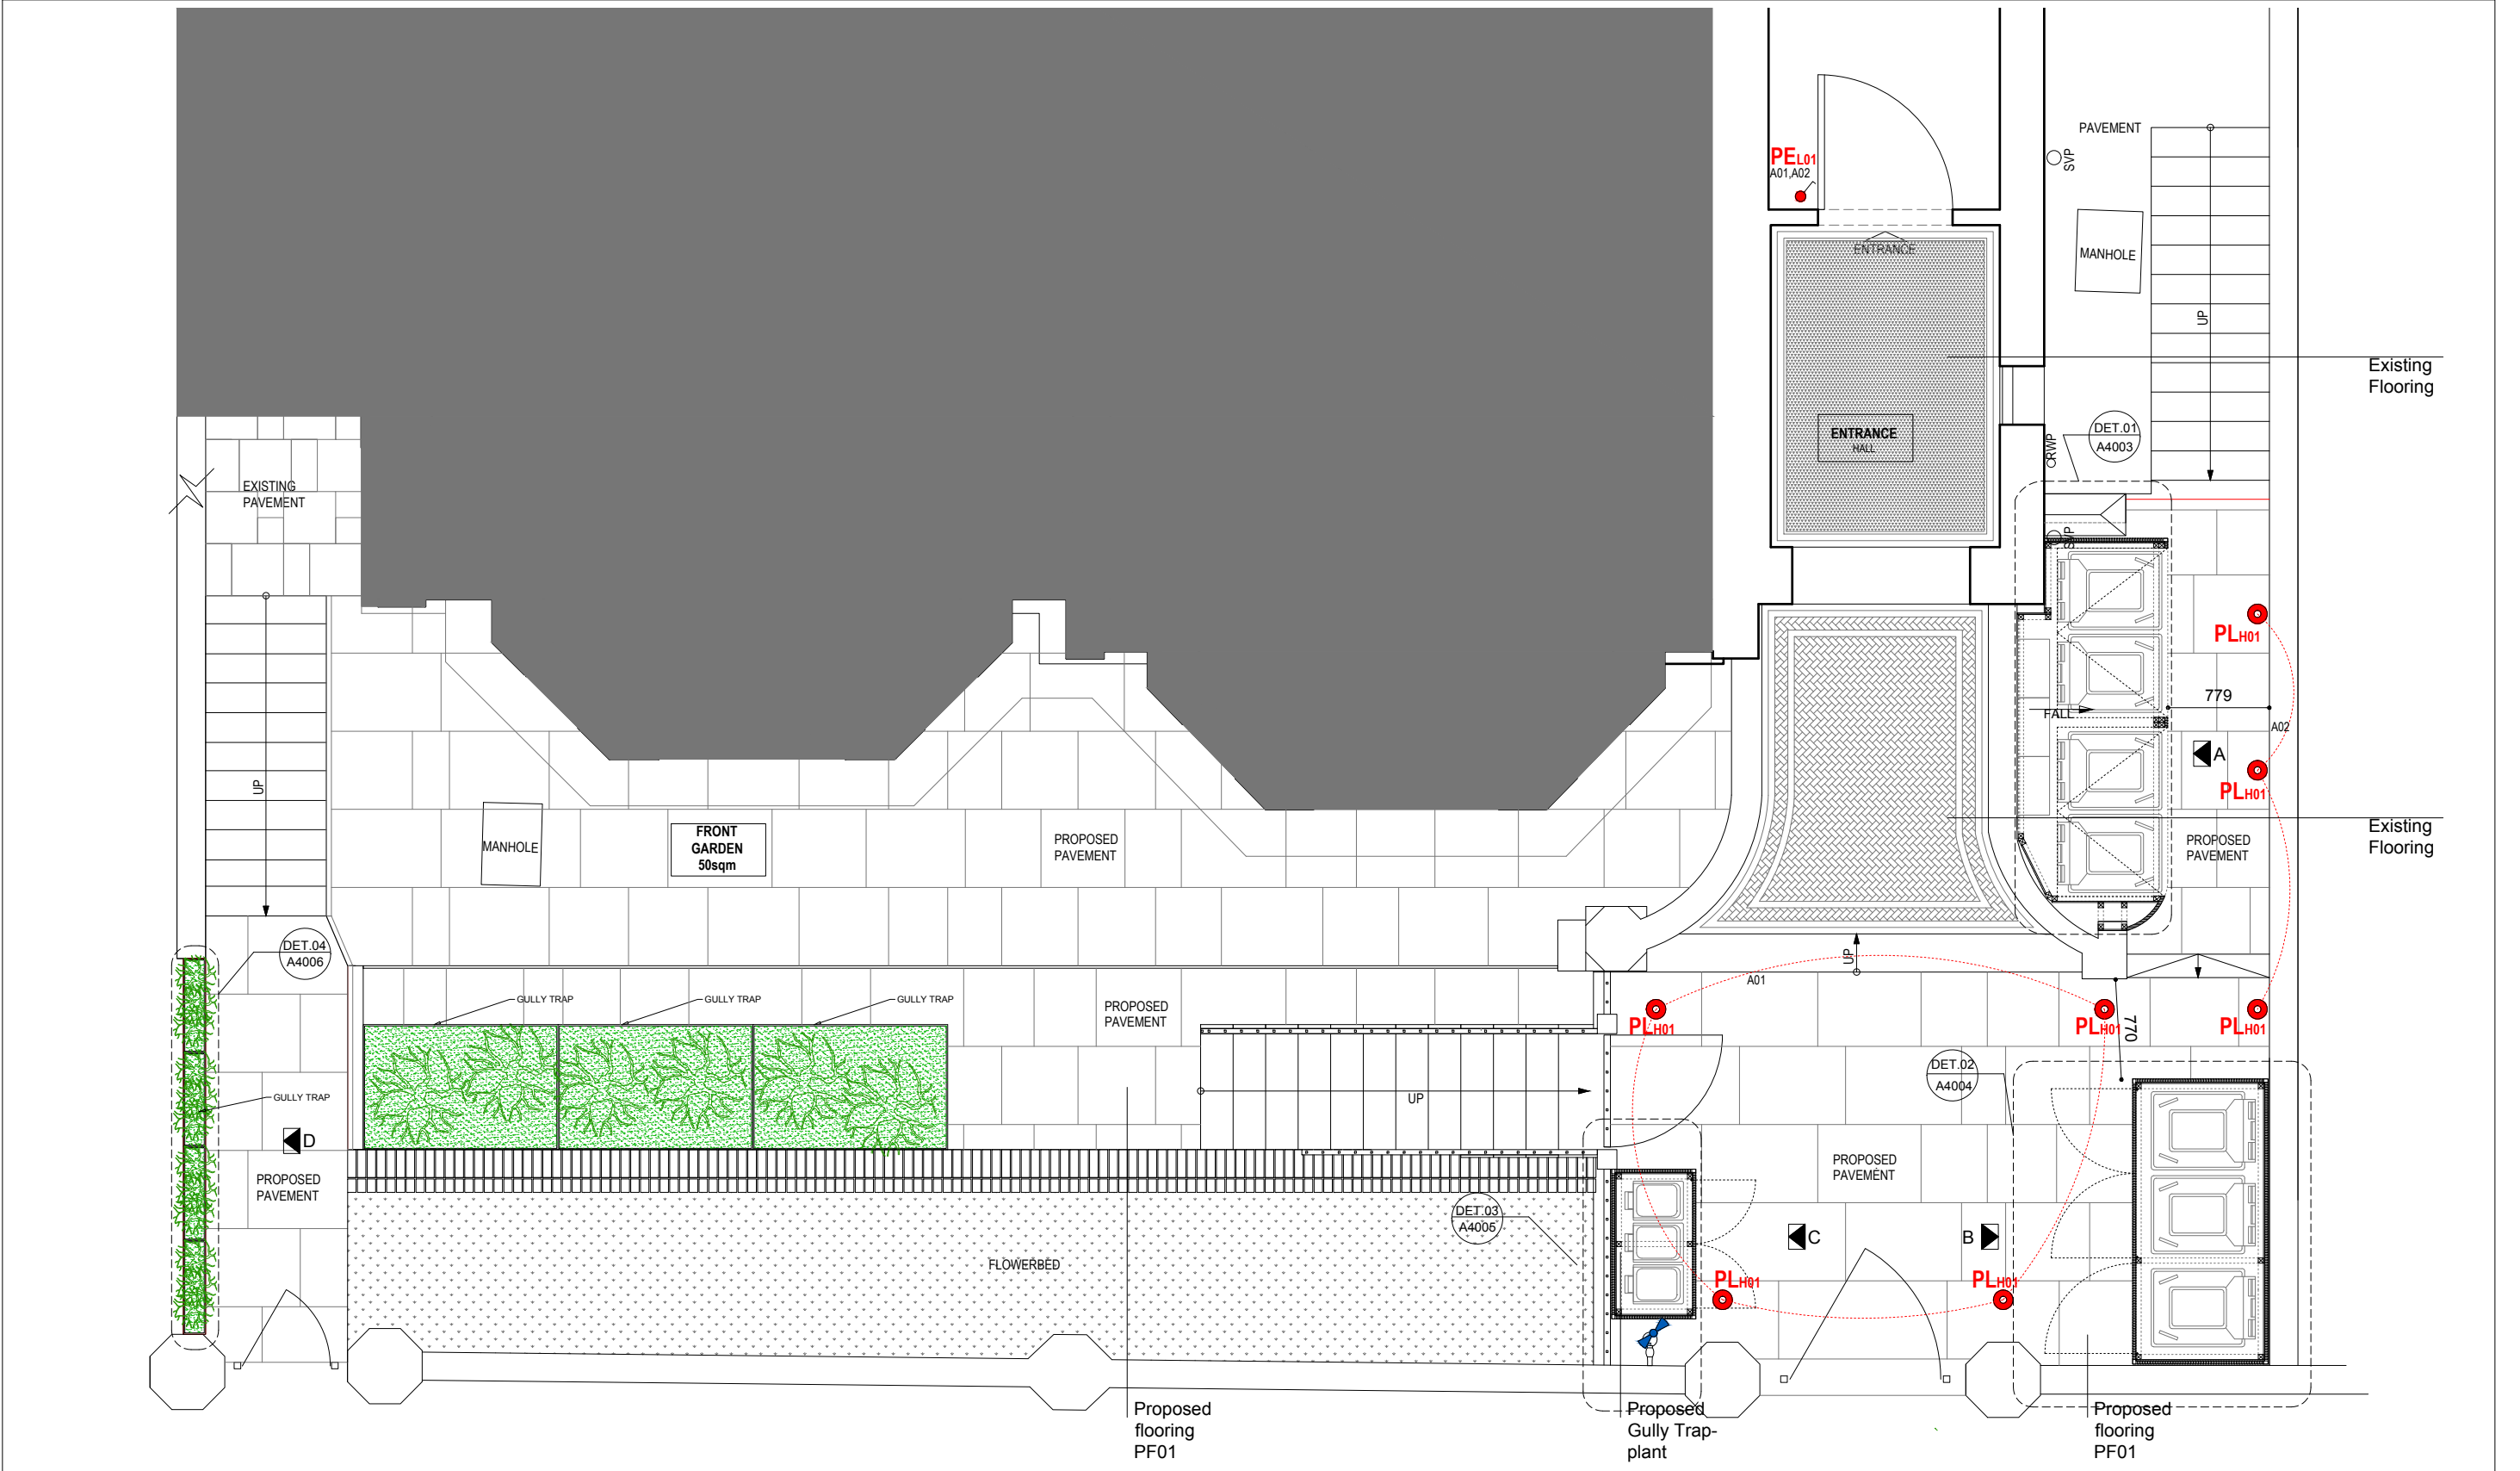 PAVEMENT
SVP
PEL01
A01,A02
MANHOLE
ENTRANCE
UP
Existing
Flooring
ENTRANCE
HALL
DET.01
A4003
CRWP
EXISTING
PAVEMENT
SVP
PLH01
779
FALL
A02
A
PLH01
UP
MANHOLE
FRONT
GARDEN
50sqm
PROPOSED
PAVEMENT
Existing
Flooring
PROPOSED
PAVEMENT
DET.04
A4006
UP
A01
GULLY TRAP
GULLY TRAP
GULLY TRAP
PROPOSED
PAVEMENT
PLH01
PLH01
770
PLH01
DET.02
A4004
GULLY TRAP
UP
D
PROPOSED
PAVEMENT
PROPOSED
PAVEMENT
DET.03
A4005
C
B
FLOWERBED
PLH01
PLH01
Proposed
flooring
PF01
Proposed
Gully Trap-
plant
Proposed
flooring
PF01